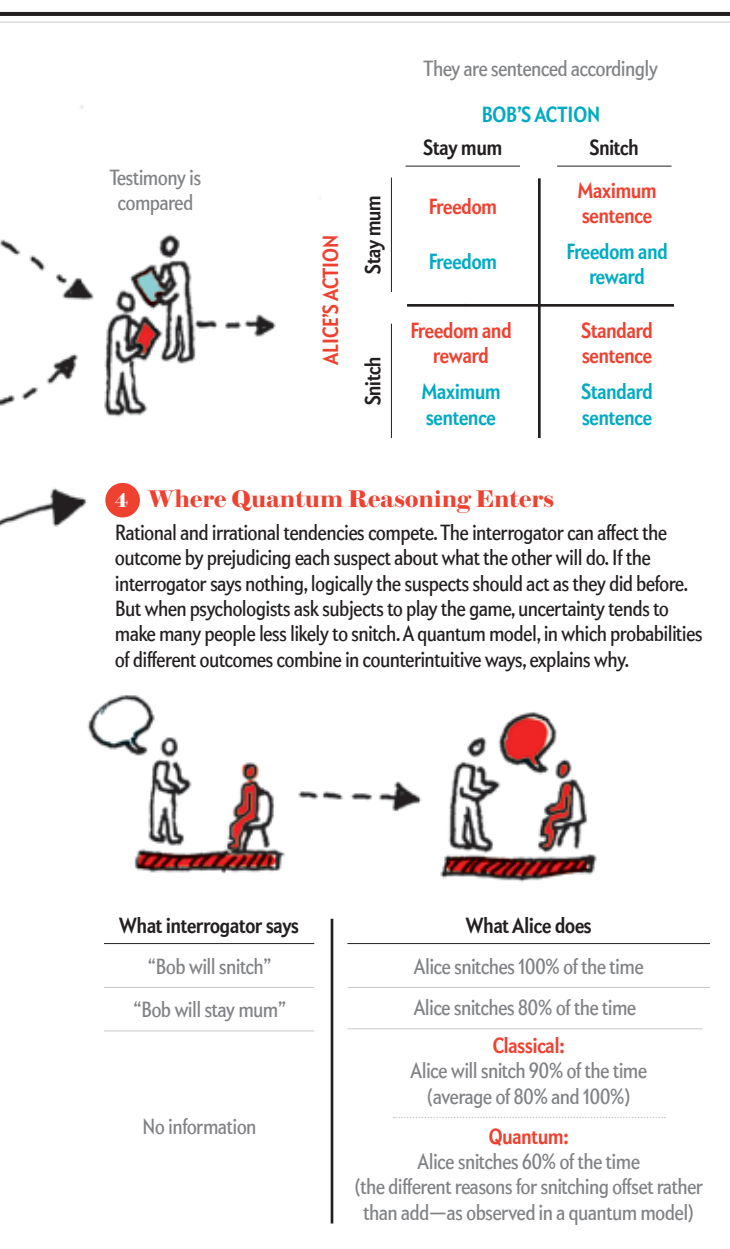 They are sentenced accordingly
BOB'S ACTION
Stay mum
Snitch
Testimony is
compared
ALICE'S ACTION
Stay mum
Freedom
Freedom
Maximum
sentence
Freedom and
reward
Snitch
Freedom and
reward
Maximum
sentence
Standard
sentence
Standard
sentence
4 Where Quantum Reasoning Enters
Rational and irrational tendencies compete. The interrogator can affect the
outcome by prejudicing each suspect about what the other will do. If the
interrogator says nothing, logically the suspects should act as they did before.
But when psychologists ask subjects to play the game, uncertainty tends to
make many people less likely to snitch. A quantum model, in which probabilities
of different outcomes combine in counterintuitive ways, explains why.
What interrogator says
What Alice does
“Bob will snitch”
Alice snitches 100% of the time
“Bob will stay mum”
Alice snitches 80% of the time
No information
Classical:
Alice will snitch 90% of the time
(average of 80% and 100%)
Quantum:
Alice snitches 60% of the time
(the different reasons for snitching offset rather
than add—as observed in a quantum model)